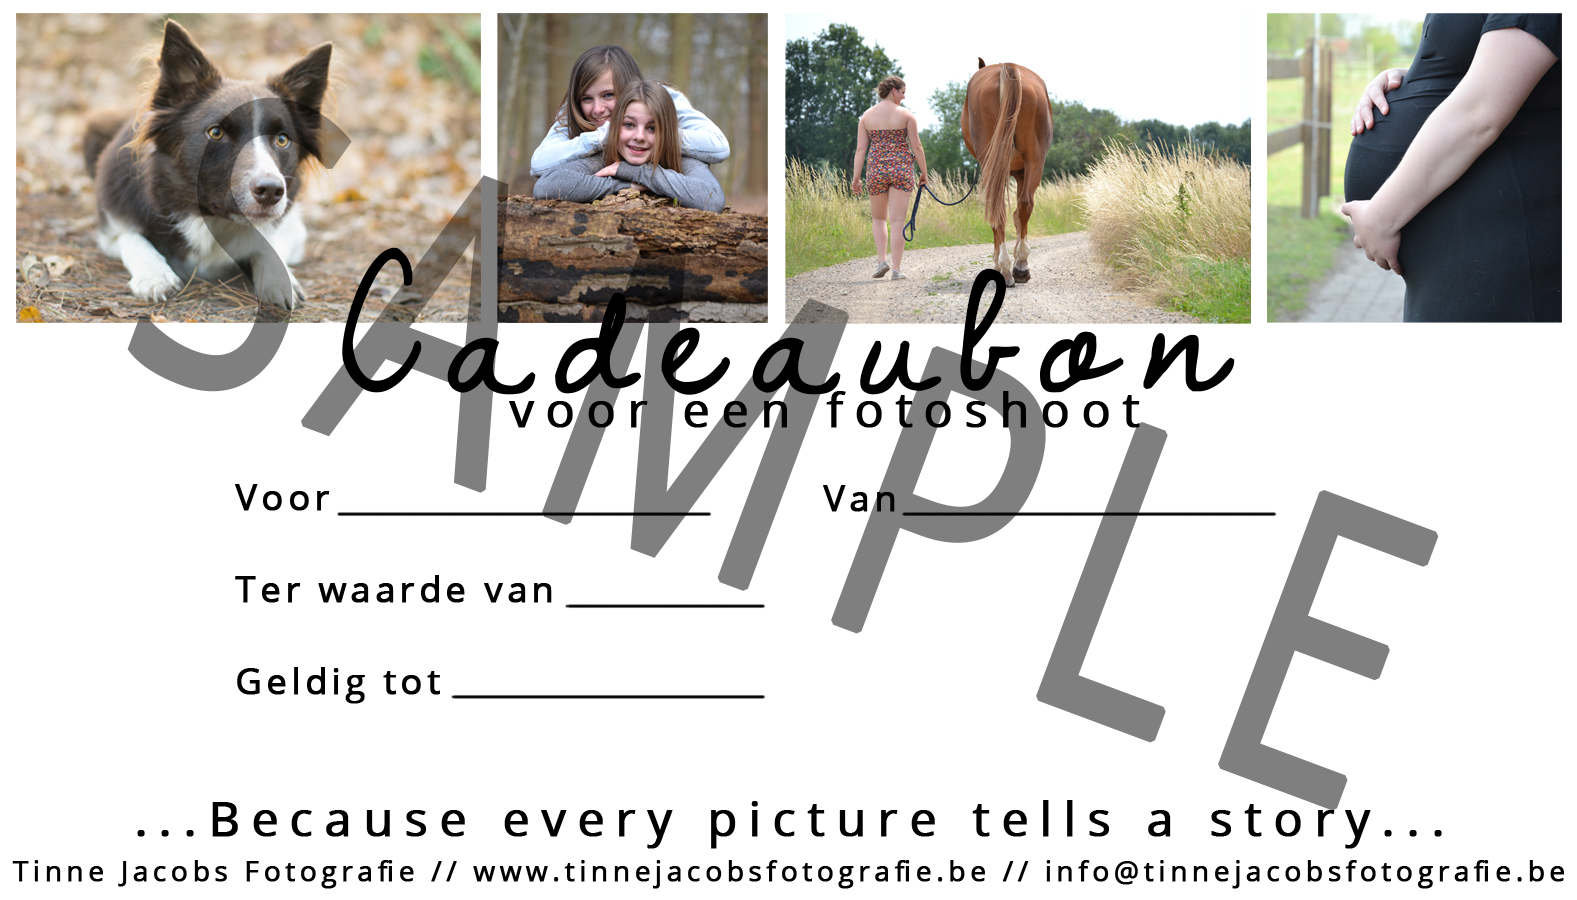 Cadeaubon
voor een fotoshoot
Voor Van
Ter waarde van
Geldig tot
SAMPLE
...Because every picture tells a story...
Tinne Jacobs Fotografie // www.tinnejacobsfotografie.be // info@tinnejacobsfotografie.be